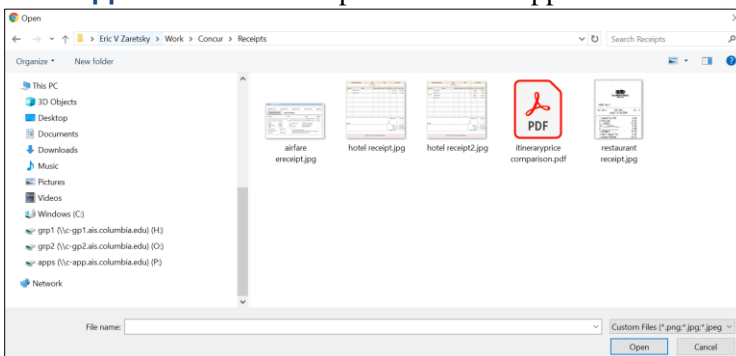 Open
Eric V Zaretsky > Work > Concur > Receipts
Search Receipts
Organize
New folder
This PC
3D Objects
Desktop
Documents
Downloads
Music
Pictures
Videos
Windows (C:)
grp1 (\\c-gp1.ais.columbia.edu) (H:)
grp2 (\\c-gp2.ais.columbia.edu) (O:)
apps (\\c-app.ais.columbia.edu) (P:)
Network
airfare
ereceipt.jpg
hotel receipt.jpg
hotel receipt2.jpg
PDF
itineraryprice
comparison.pdf
restaurant
receipt.jpg
File name:
Custom Files (*.png;*.jpg;*.jpeg
Open
Cancel